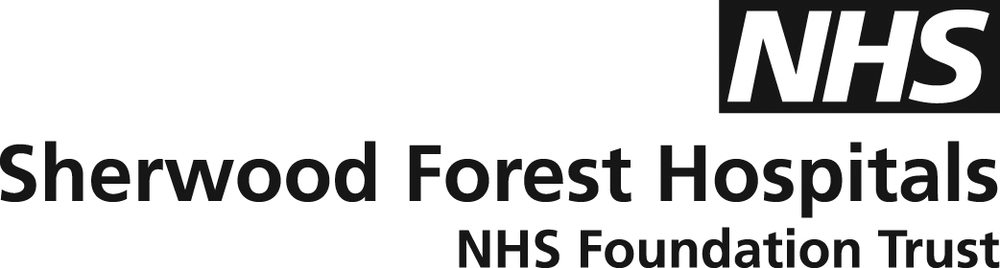 NHS
Sherwood Forest Hospitals
NHS Foundation Trust